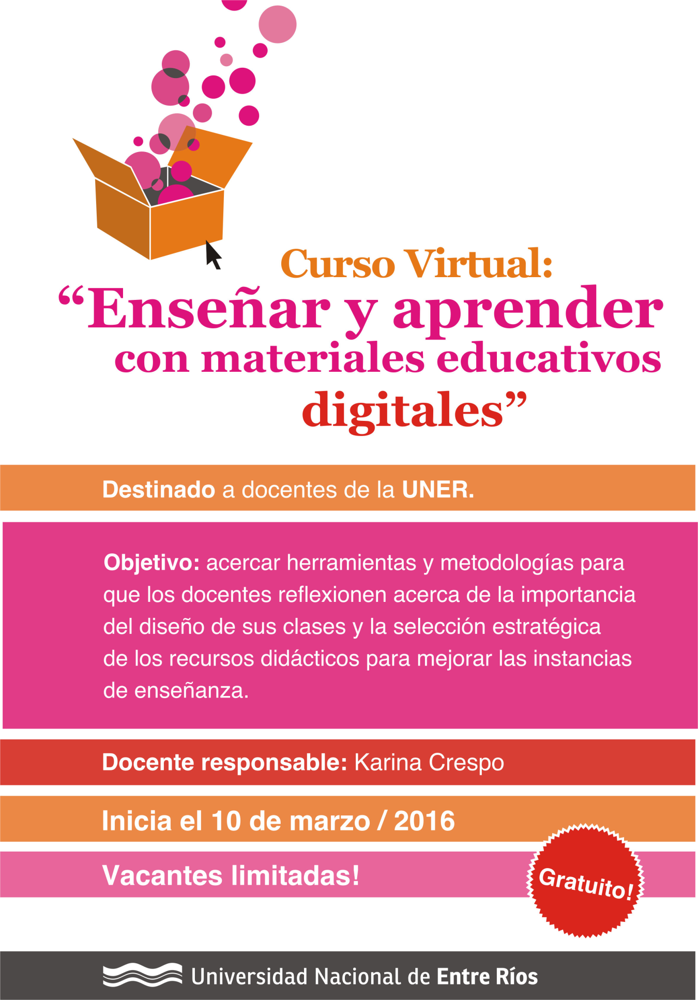 Curso Virtual:
“Enseñar y aprender
con materiales educativos
digitales”
Destinado a docentes de la UNER.
Objetivo: acercar herramientas y metodologías para
que los docentes reflexionen acerca de la importancia
del diseño de sus clases y la selección estratégica
de los recursos didácticos para mejorar las instancias
de enseñanza.
Docente responsable: Karina Crespo
Inicia el 10 de marzo / 2016
Vacantes limitadas!
Gratuito!
Universidad Nacional de Entre Ríos